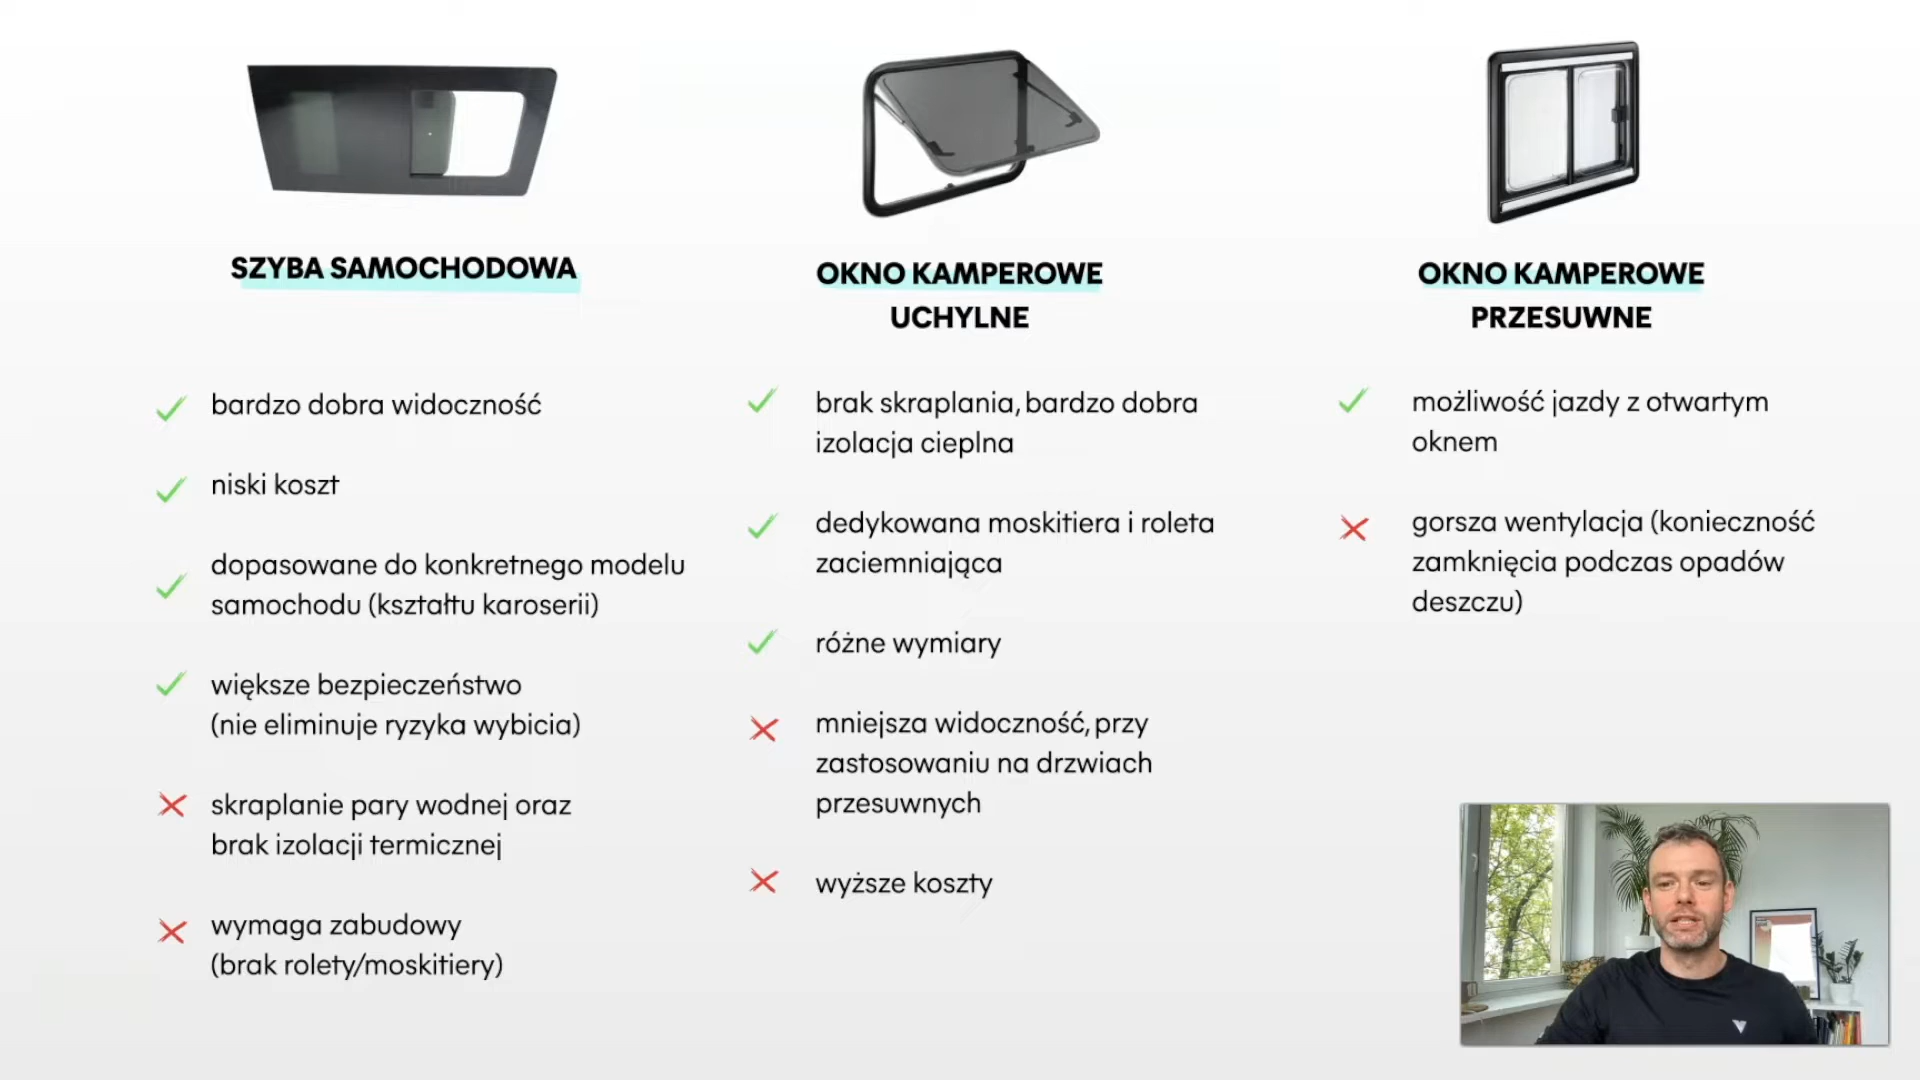 SZYBA SAMOCHODOWA
bardzo dobra widoczność
niski koszt
dopasowane do konkretnego modelu
samochodu (kształtu karoserii)
większe bezpieczeństwo
(nie eliminuje ryzyka wybicia)
skraplanie pary wodnej oraz
brak izolacji termicznej
wymaga zabudowy
(brak rolety/moskitiery)
OKNO KAMPEROWE
UCHYLNE
brak skraplania, bardzo dobra
izolacja cieplna
dedykowana moskitiera i roleta
zaciemniająca
różne wymiary
mniejsza widoczność, przy
zastosowaniu na drzwiach
przesuwnych
wyższe koszty
OKNO KAMPEROWE
PRZESUWNE
możliwość jazdy z otwartym
oknem
gorsza wentylacja (konieczność
zamknięcia podczas opadów
deszczu)